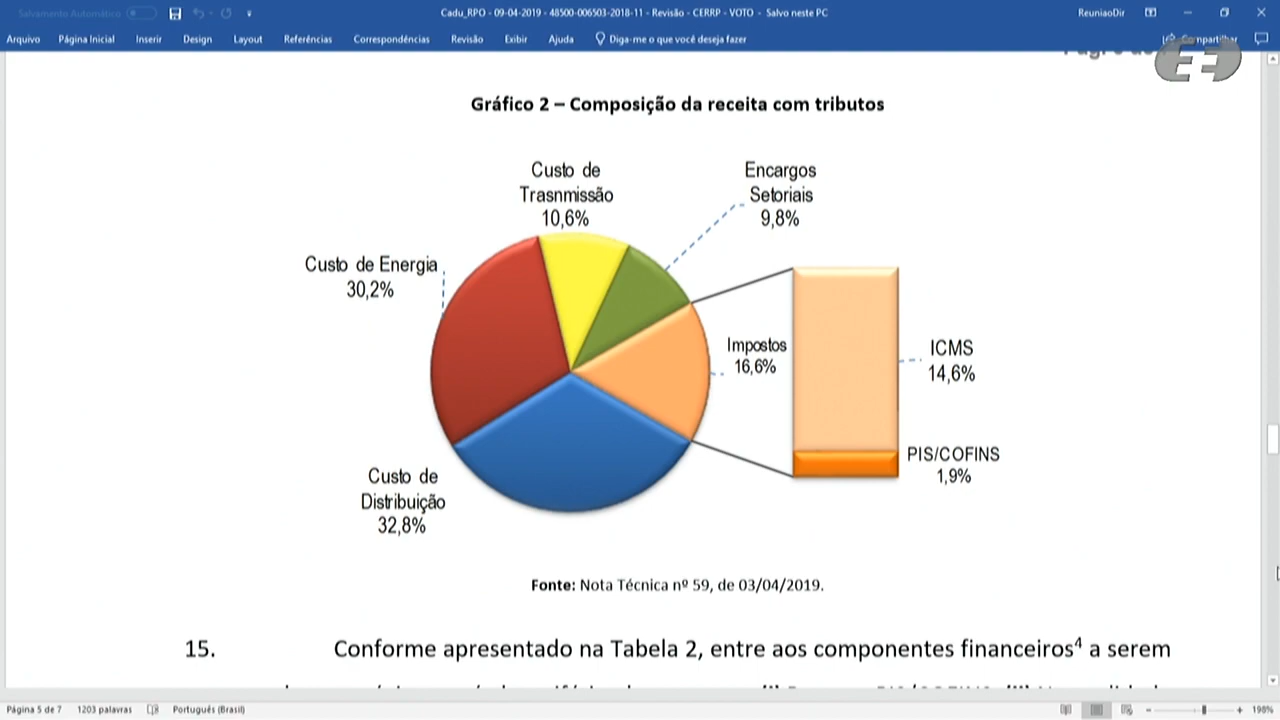 Salvamento Automático
Cadu_RPO - 09-04-2019 - 48500-006503-2018-11 - Revisão - CERRP - VOTO - Salvo neste PC
ReuniaoDir
Arquivo Página Inicial Inserir Design Layout Referências Correspondências Revisão Exibir Ajuda Diga-me o que você deseja fazer
Compartilhar
Gráfico 2 – Composição da receita com tributos
Custo de
Trasnmissão
10,6%
Encargos
Setoriais
9,8%
Custo de Energia
30,2%
Impostos
16,6%
ICMS
14,6%
PIS/COFINS
1,9%
Custo de
Distribuição
32,8%
Fonte: Nota Técnica nº 59, de 03/04/2019.
15. Conforme apresentado na Tabela 2, entre aos componentes financeiros⁴ a serem
Página 5 de 7 1203 palavras Português (Brasil)
198%